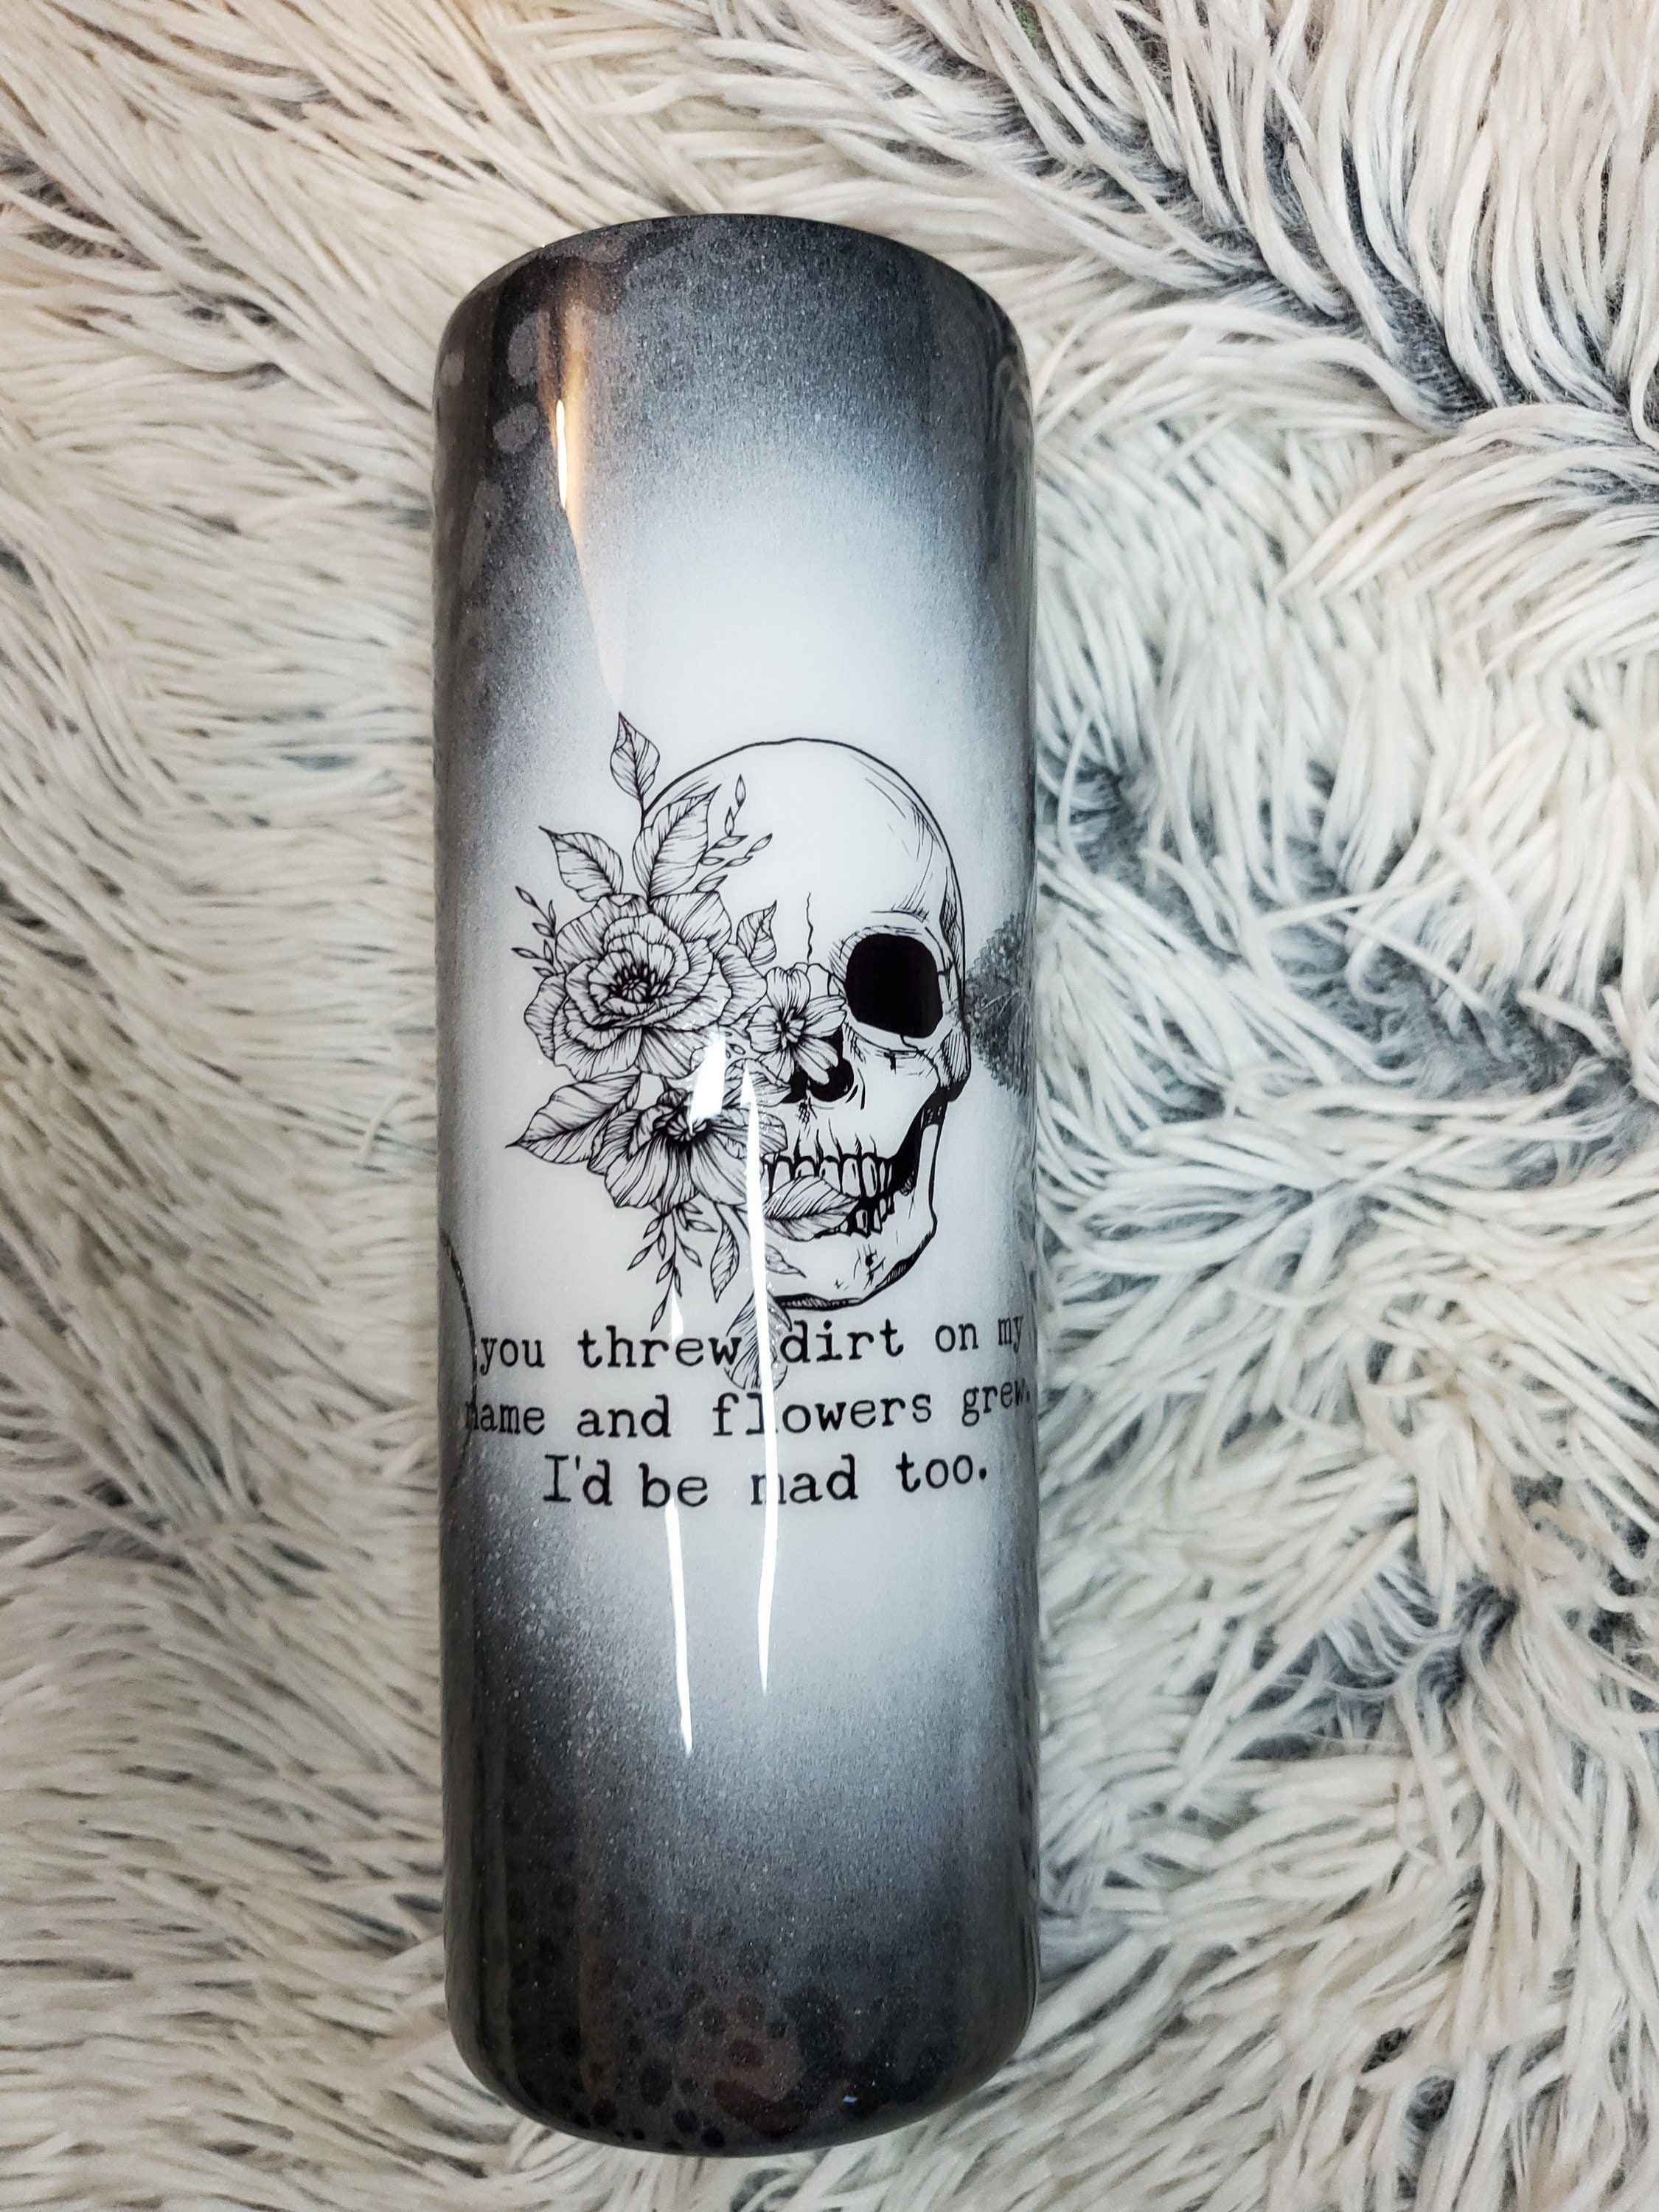 you threw dirt on my
name and flowers grew.
I'd be mad too.